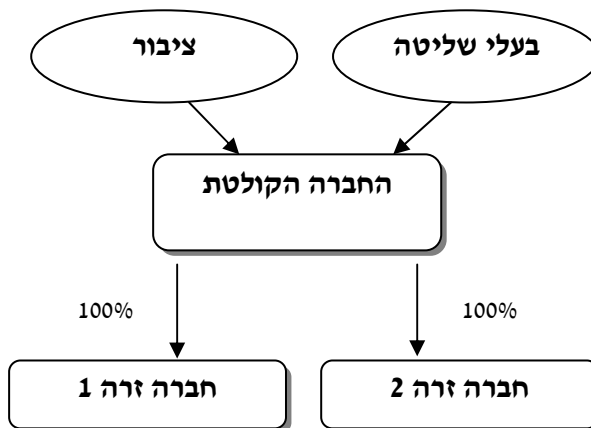 בעלי שליטה
ציבור
החברה הקולטת
100%
100%
חברה זרה 2
חברה זרה 1